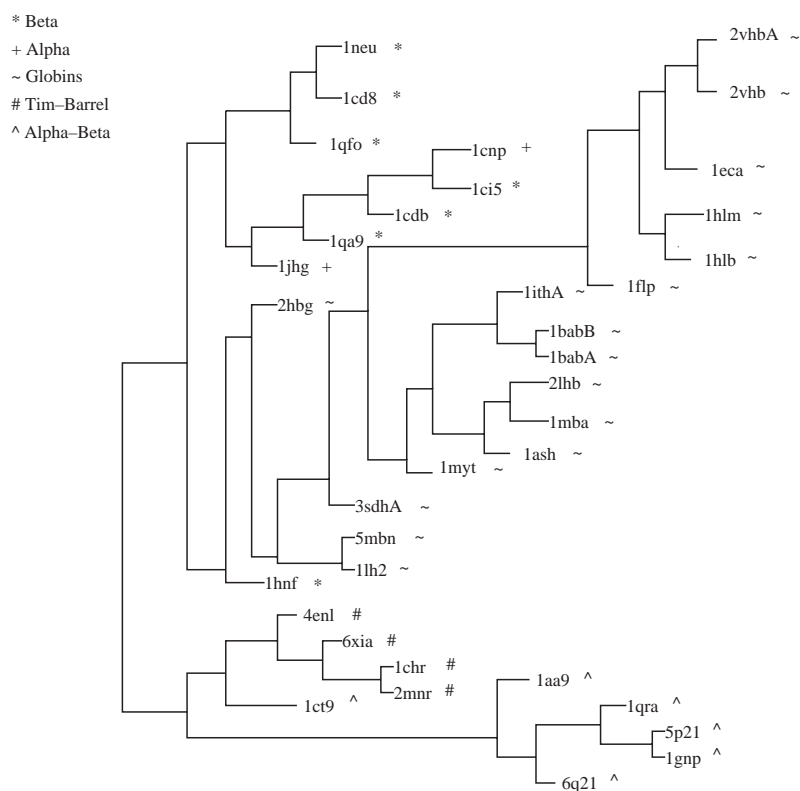 * Beta
+ Alpha
~ Globins
# Tim–Barrel
^ Alpha–Beta
1neu *
1cd8 *
1qfo *
1cnp +
1ci5 *
1cdb *
1qa9 *
1jhg +
2vhbA ~
2vhb ~
1eca ~
1hlm ~
1hlb ~
1flp ~
2hbg ~
1ithA ~
1babB ~
1babA ~
2lhb ~
1mba ~
1ash ~
1myt ~
3sdhA ~
5mbn ~
1lh2 ~
1hnf *
4enl #
6xia #
1chr #
2mnr #
1ct9 ^
1aa9 ^
1qra ^
5p21 ^
1gnp ^
6q21 ^